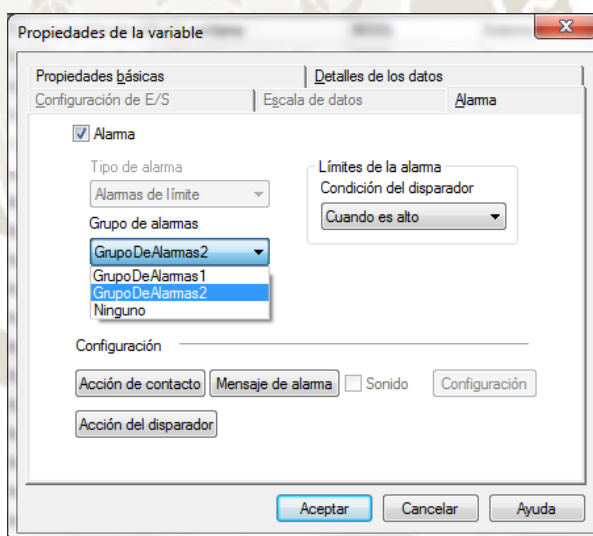 Propiedades de la variable
Propiedades básicas
Detalles de los datos
Configuración de E/S
Escala de datos
Alarma
Alarma
Tipo de alarma
Alarmas de límite
Grupo de alarmas
GrupoDeAlarmas2
GrupoDeAlarmas1
GrupoDeAlarmas2
Ninguno
Límites de la alarma
Condición del disparador
Cuando es alto
Configuración
Acción de contacto
Mensaje de alarma
Sonido
Configuración
Acción del disparador
Aceptar
Cancelar
Ayuda